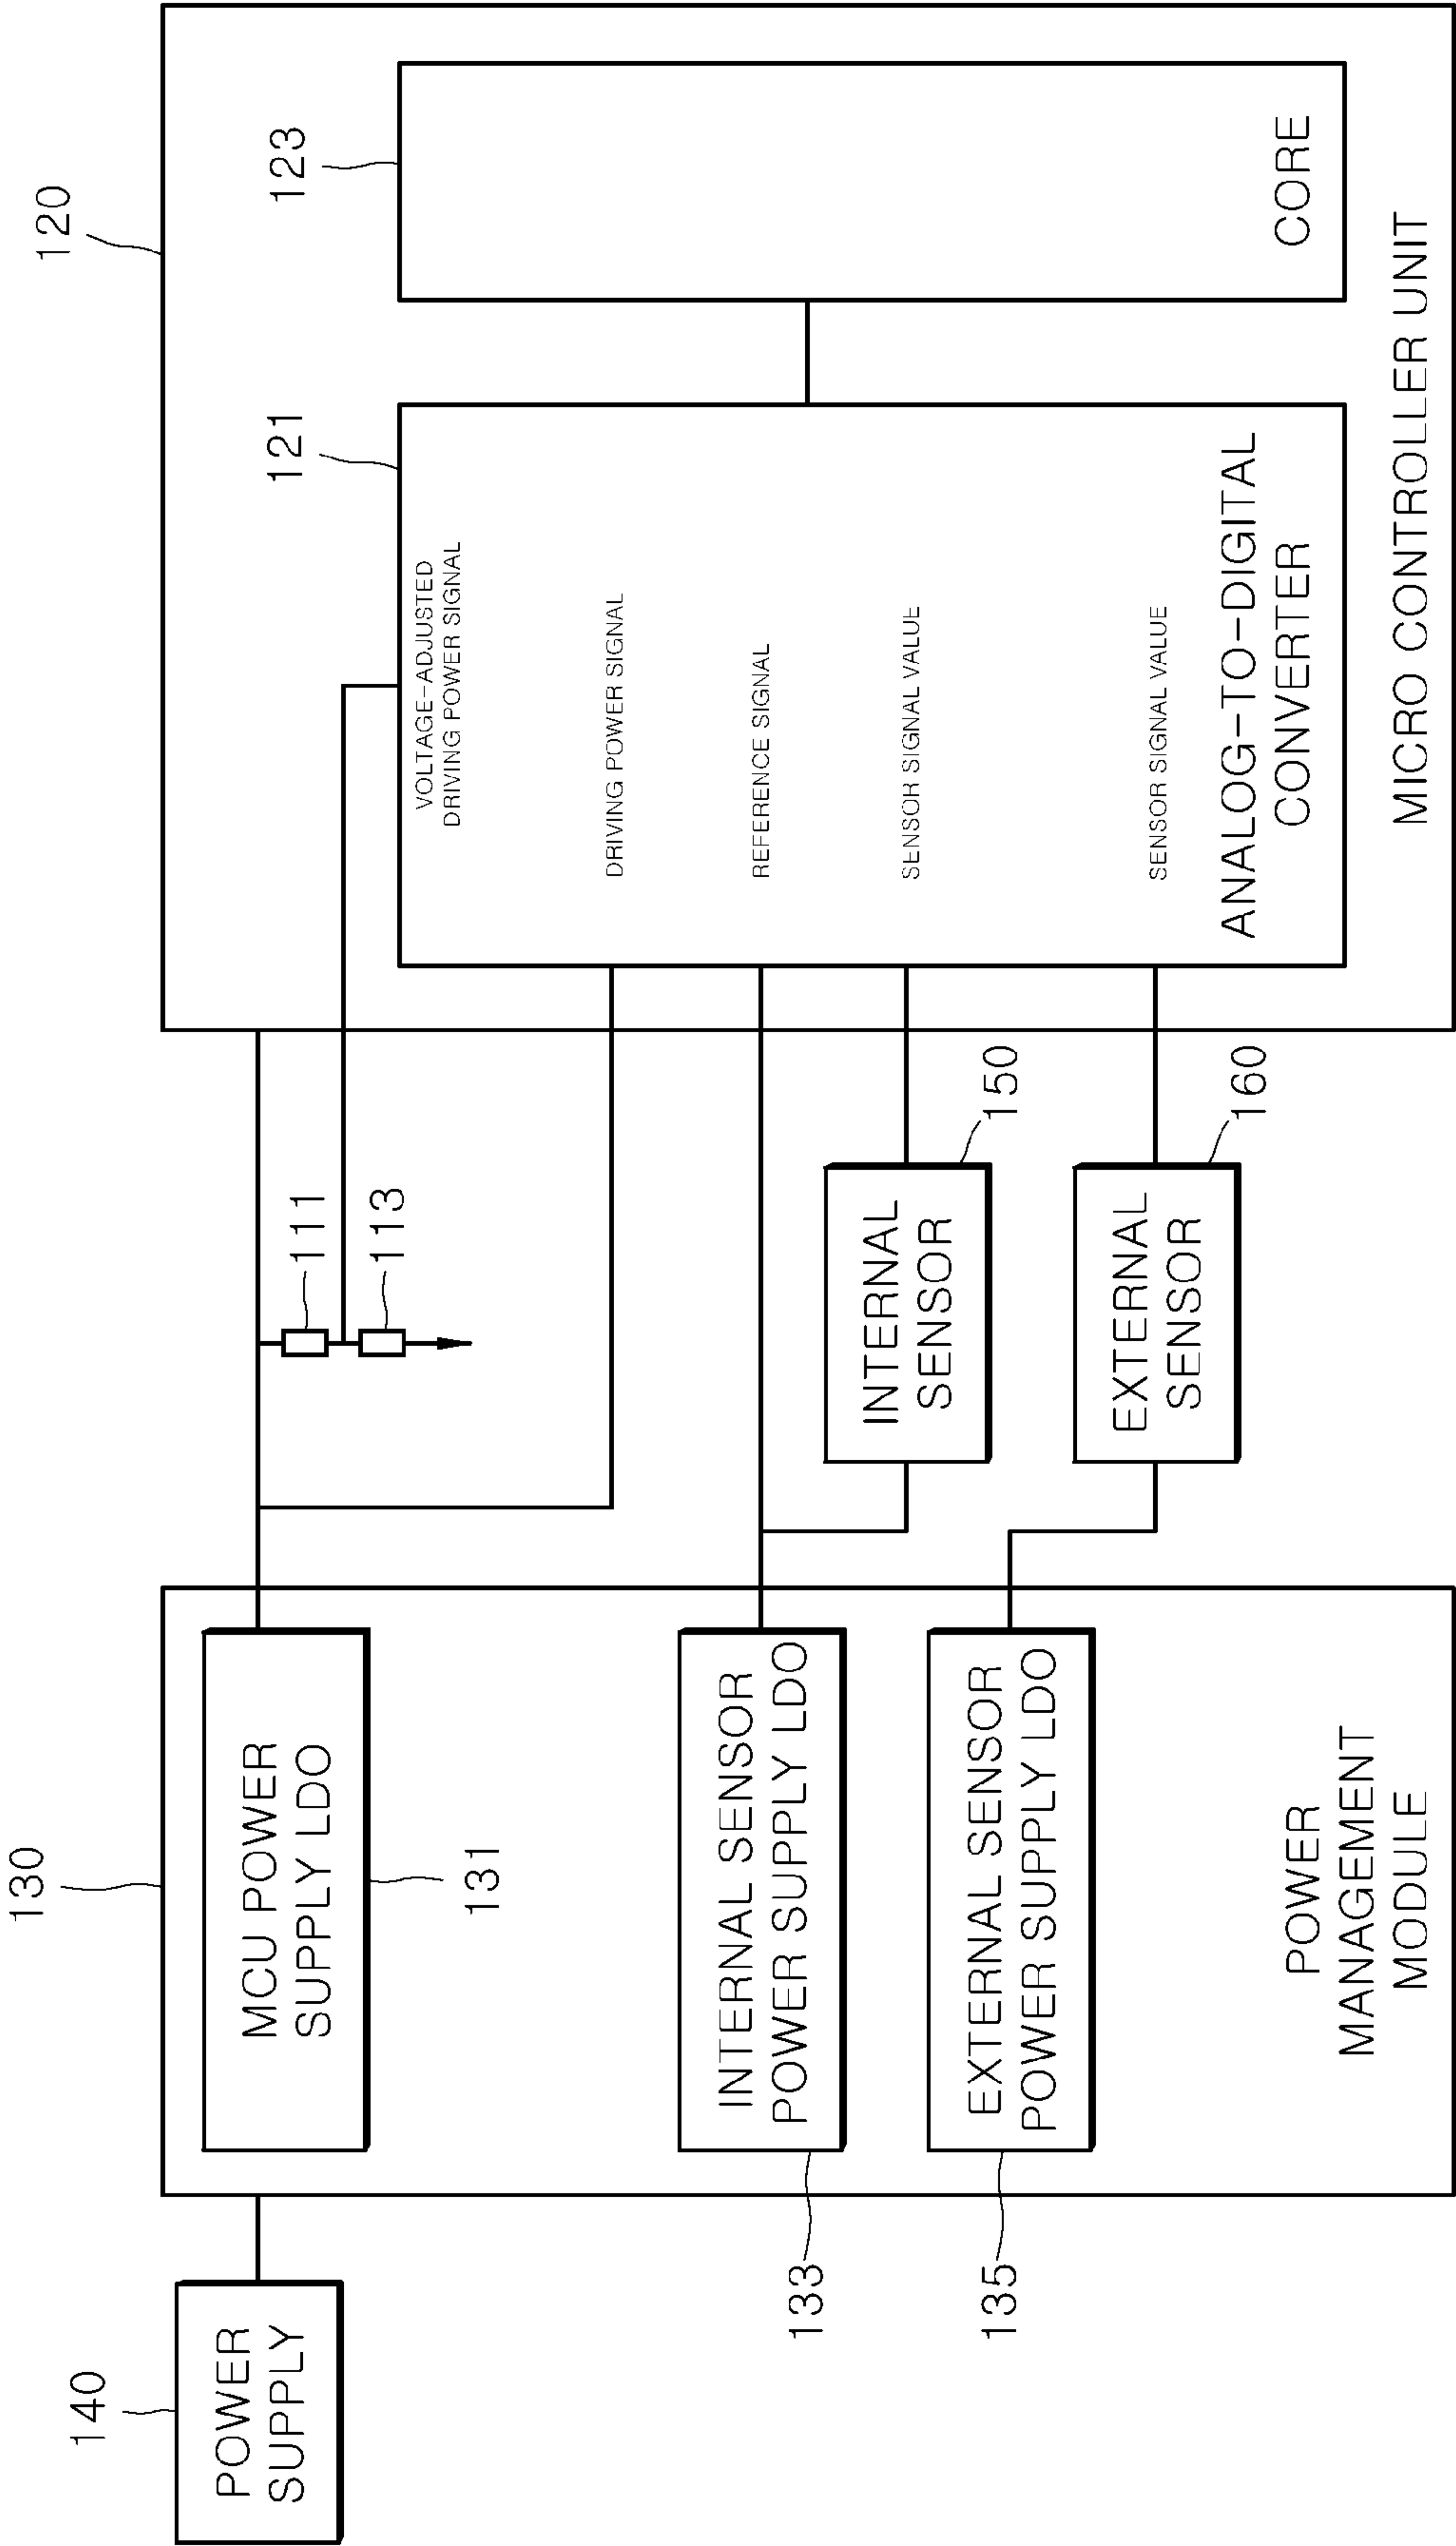 140
POWER
SUPPLY
130
MCU POWER
SUPPLY LDO
131
INTERNAL SENSOR
POWER SUPPLY LDO
133
EXTERNAL SENSOR
POWER SUPPLY LDO
135
POWER
MANAGEMENT
MODULE
111
113
INTERNAL
SENSOR
150
EXTERNAL
SENSOR
160
120
121
VOLTAGE-ADJUSTED
DRIVING POWER SIGNAL
DRIVING POWER SIGNAL
REFERENCE SIGNAL
SENSOR SIGNAL VALUE
SENSOR SIGNAL VALUE
ANALOG-TO-DIGITAL
CONVERTER
123
CORE
MICRO CONTROLLER UNIT